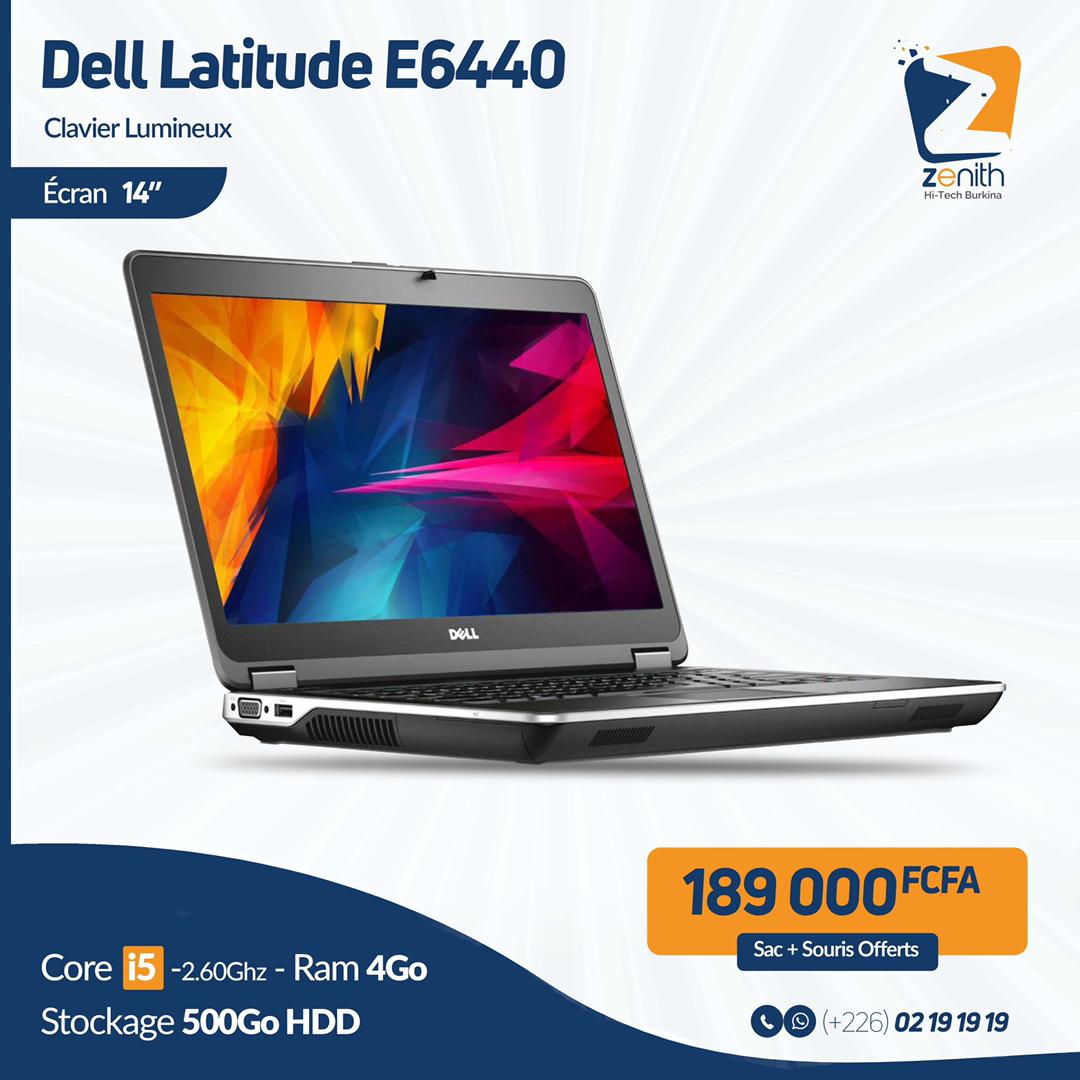 Dell Latitude E6440
Clavier Lumineux
Écran 14”
zenith
Hi-Tech Burkina
DELL
189 000 FCFA
Sac + Souris Offerts
Core i5 -2.60Ghz - Ram 4Go
Stockage 500Go HDD
(+226) 02 19 19 19